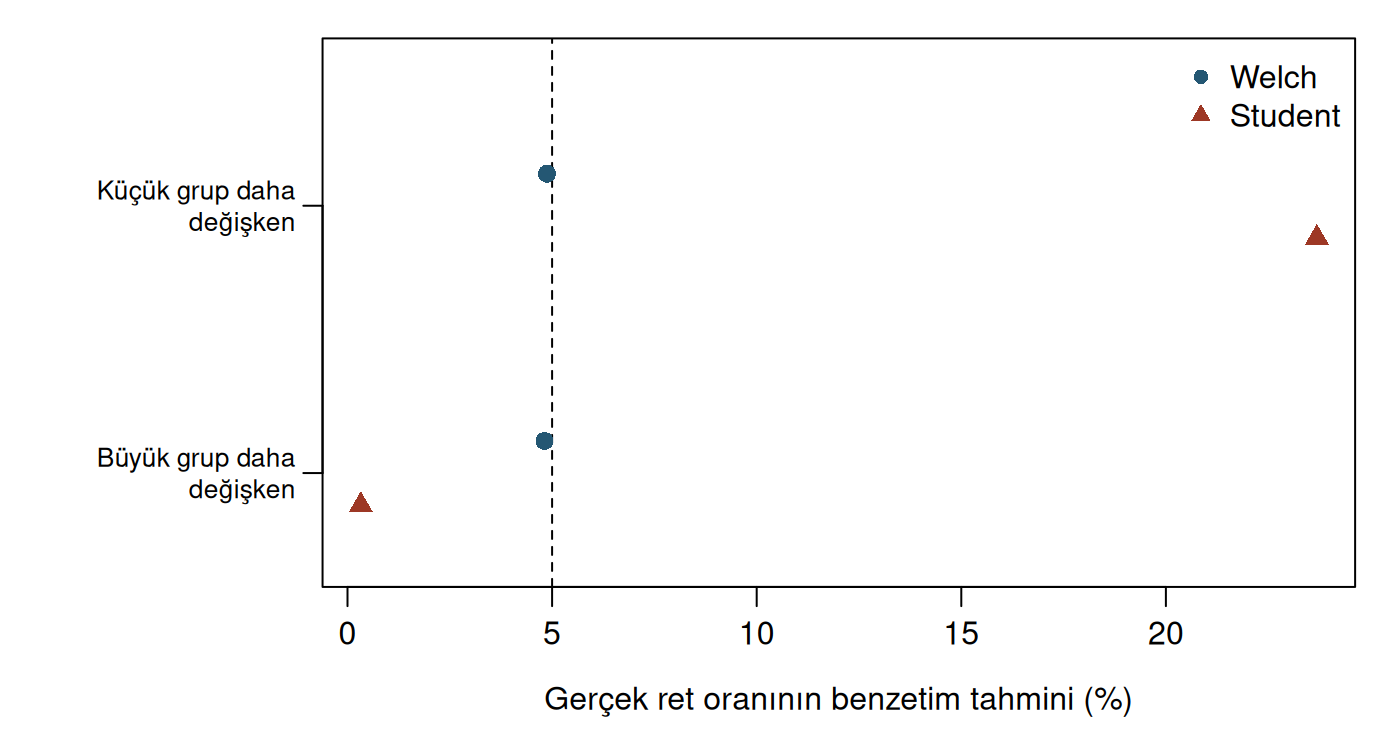 Welch
Student
Küçük grup daha
değişken
Büyük grup daha
değişken
0 5 10 15 20
Gerçek ret oranının benzetim tahmini (%)